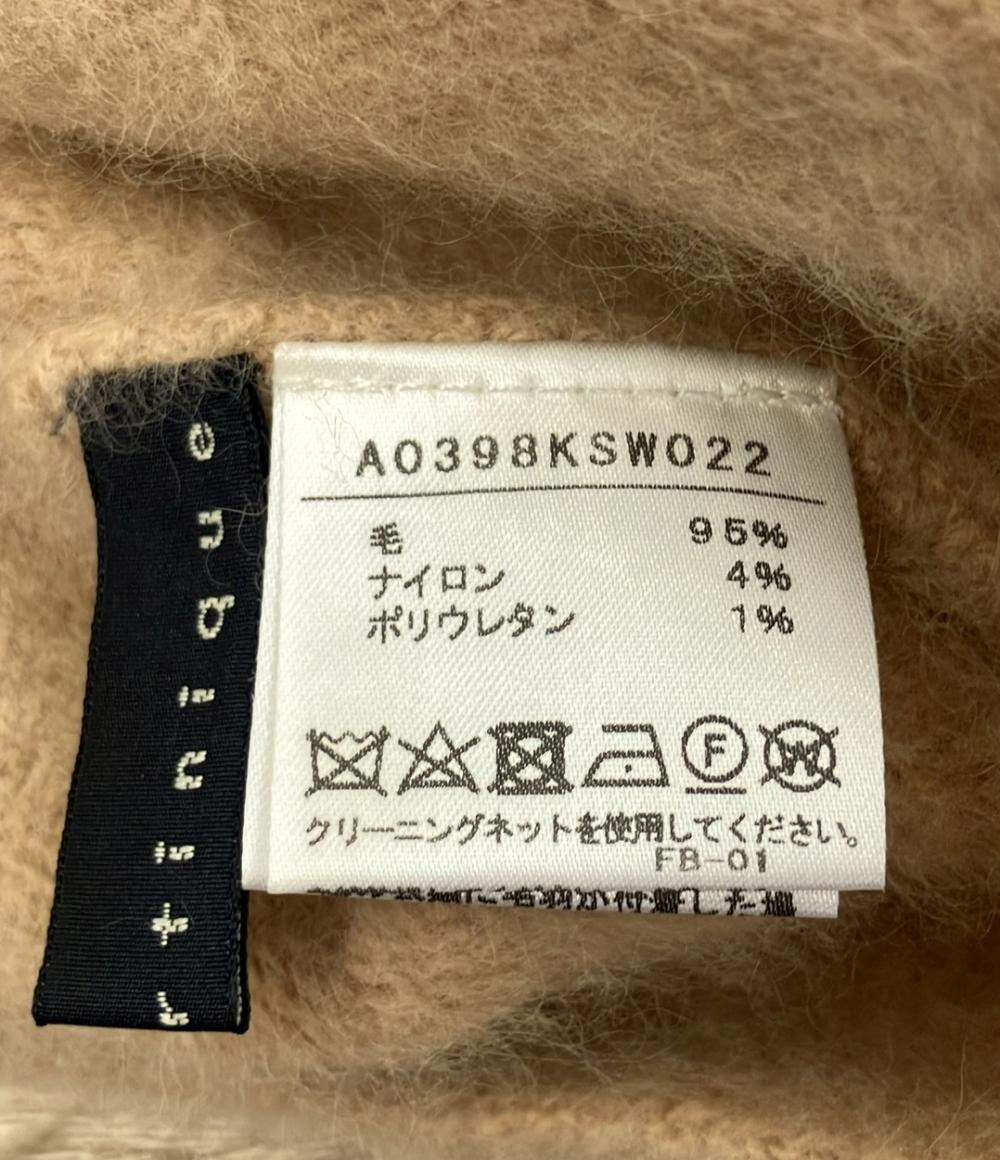 A0398KSW022
毛 95%
ナイロン 4%
ポリウレタン 1%
F
W
クリーニングネットを使用してください。
FB-01